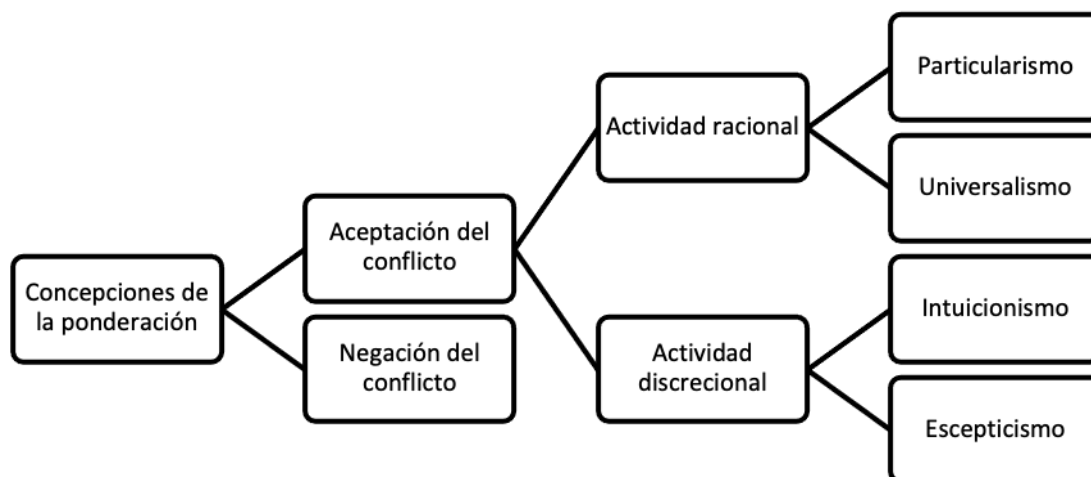 Concepciones de
la ponderación
Aceptación del
conflicto
Negación del
conflicto
Actividad racional
Actividad
discrecional
Particularismo
Universalismo
Intuicionismo
Escepticismo